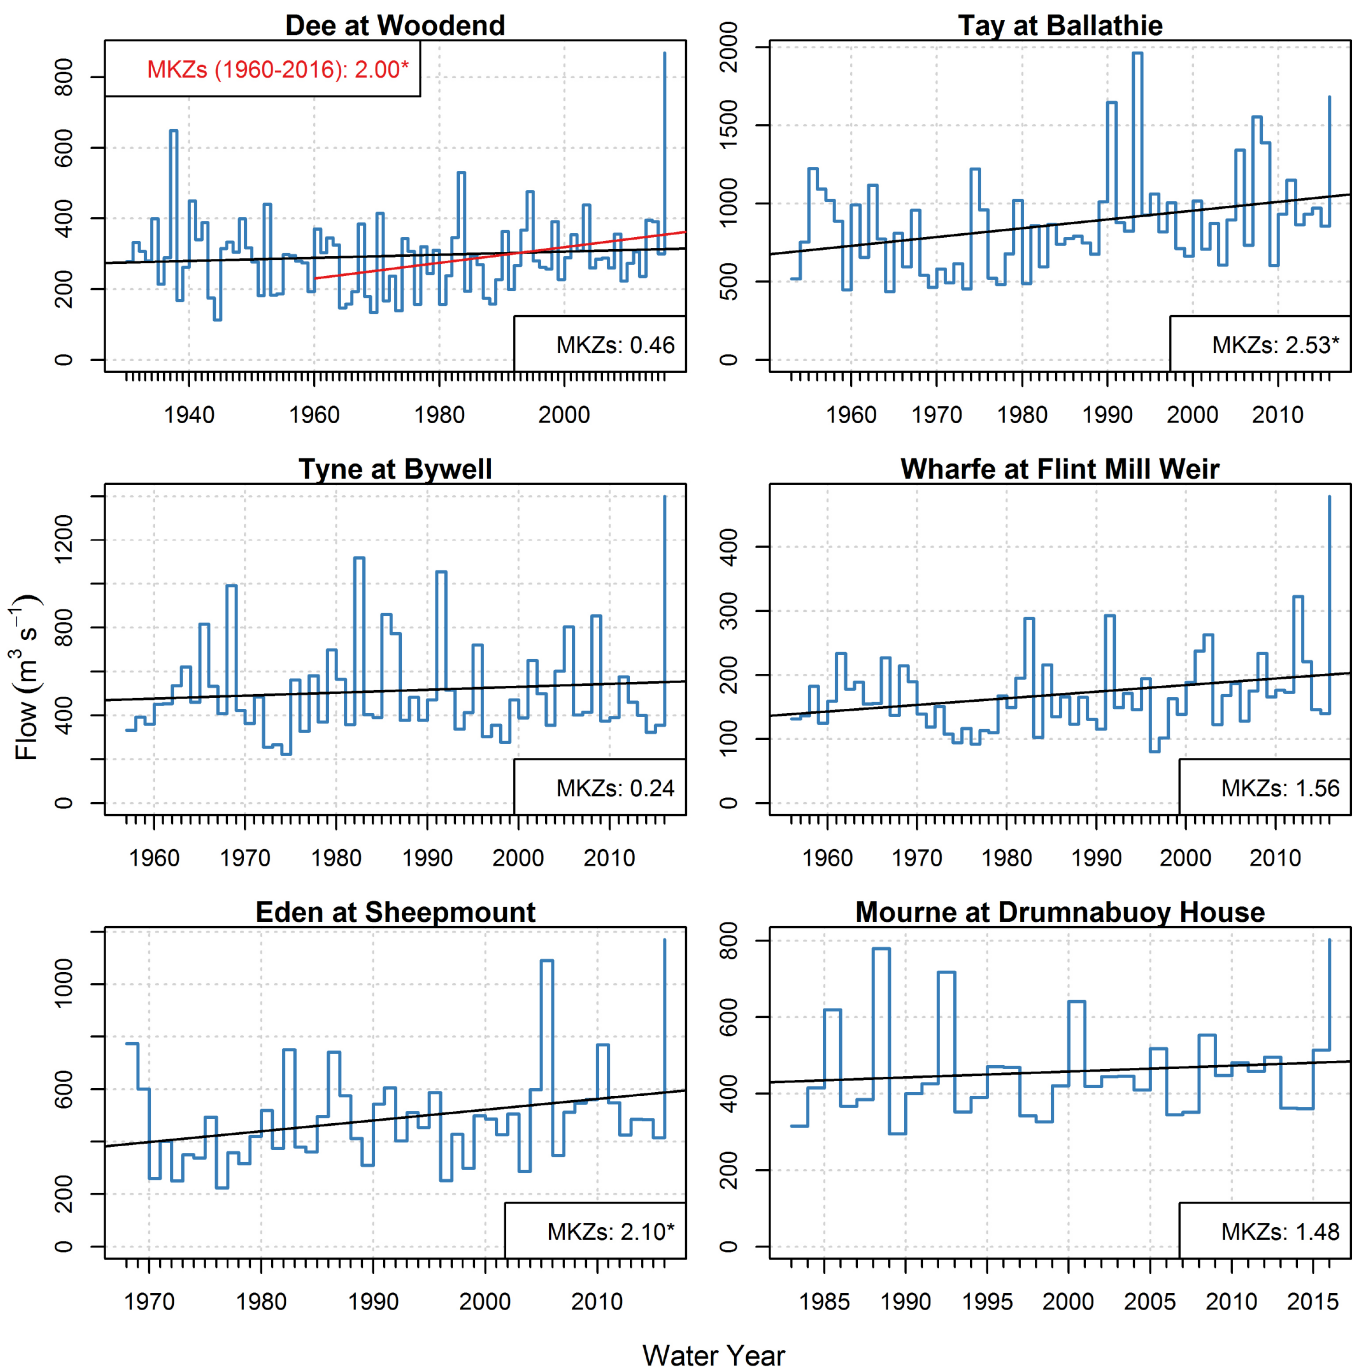 Dee at Woodend
MKZs (1960-2016): 2.00*
0 200 400 600 800
MKZs: 0.46
1940 1960 1980 2000
Tay at Ballathie
0 500 1000 1500 2000
MKZs: 2.53*
1960 1970 1980 1990 2000 2010
Tyne at Bywell
0 400 800 1200
MKZs: 0.24
1960 1970 1980 1990 2000 2010
Wharfe at Flint Mill Weir
0 100 200 300 400
MKZs: 1.56
1960 1970 1980 1990 2000 2010
Flow (m³ s⁻¹)
Eden at Sheepmount
0 200 600 1000
MKZs: 2.10*
1970 1980 1990 2000 2010
Mourne at Drumnabuoy House
0 200 400 600 800
MKZs: 1.48
1985 1990 1995 2000 2005 2010 2015
Water Year